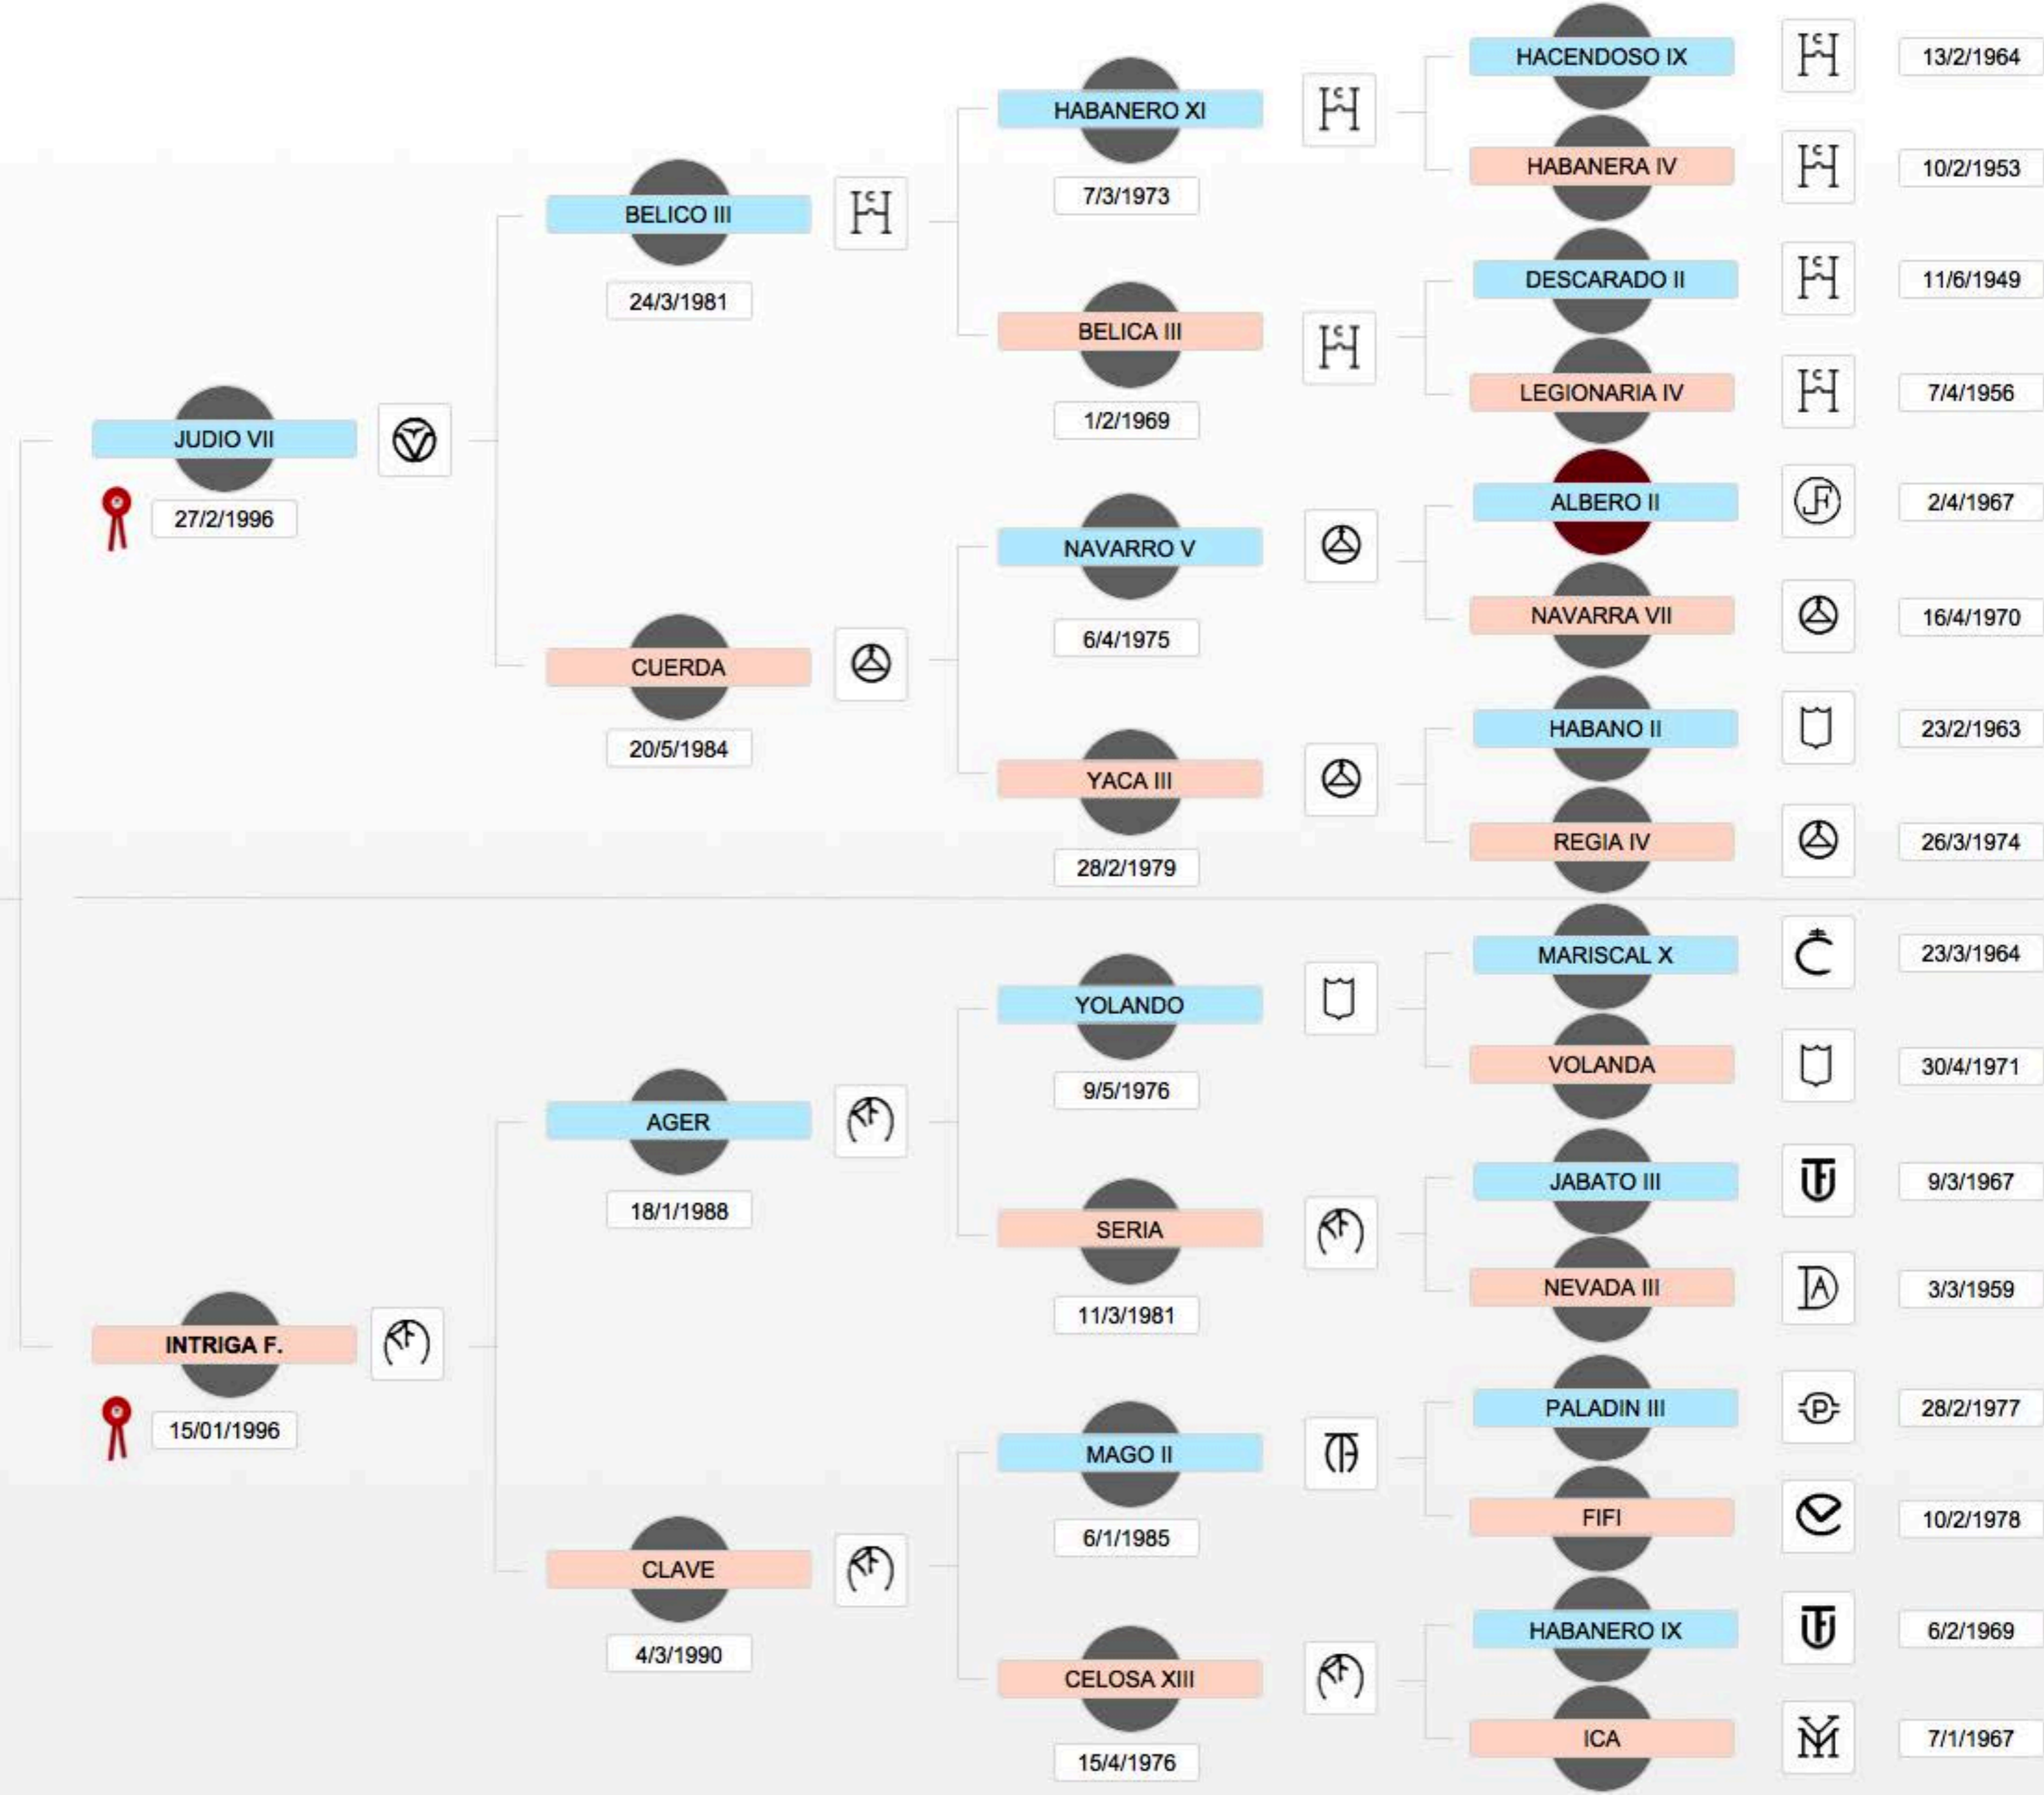 HACENDOSO IX
13/2/1964
HABANERO XI
7/3/1973
HABANERA IV
10/2/1953
BELICO III
24/3/1981
DESCARADO II
11/6/1949
BELICA III
1/2/1969
LEGIONARIA IV
7/4/1956
JUDIO VII
27/2/1996
ALBERO II
2/4/1967
NAVARRO V
6/4/1975
NAVARRA VII
16/4/1970
CUERDA
20/5/1984
HABANO II
23/2/1963
YACA III
28/2/1979
REGIA IV
26/3/1974
MARISCAL X
23/3/1964
YOLANDO
9/5/1976
VOLANDA
30/4/1971
AGER
18/1/1988
JABATO III
9/3/1967
SERIA
11/3/1981
NEVADA III
3/3/1959
INTRIGA F.
15/01/1996
PALADIN III
28/2/1977
MAGO II
6/1/1985
FIFI
10/2/1978
CLAVE
4/3/1990
HABANERO IX
6/2/1969
CELOSA XIII
15/4/1976
ICA
7/1/1967